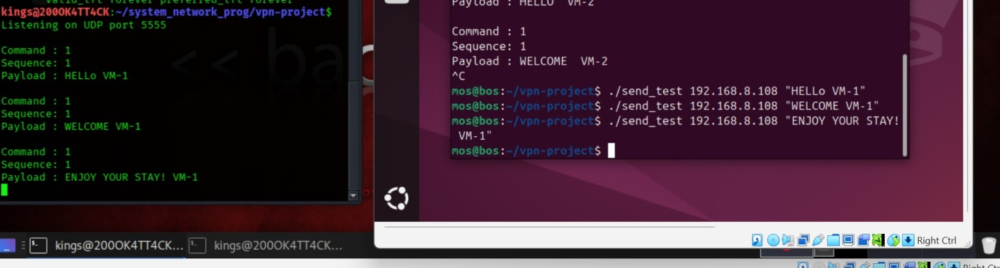 valid_lft forever preferred_lft forever
kings@200OK4TT4CK:~/system_network_prog/vpn-project$
Listening on UDP port 5555
Command : 1
Sequence: 1
Payload : HELLo VM-1
Command : 1
Sequence: 1
Payload : WELCOME VM-1
Command : 1
Sequence: 1
Payload : ENJOY YOUR STAY! VM-1
<< bac
Payload : HELLO  VM-2
Command : 1
Sequence: 1
Payload : WELCOME  VM-2
^C
mos@bos:~/vpn-project$ ./send_test 192.168.8.108 "HELLo VM-1"
mos@bos:~/vpn-project$ ./send_test 192.168.8.108 "WELCOME VM-1"
mos@bos:~/vpn-project$ ./send_test 192.168.8.108 "ENJOY YOUR STAY!
 VM-1"
mos@bos:~/vpn-project$
Right Ctrl
kings@200OK4TT4CK...
kings@200OK4TT4CK...
Right Ctr